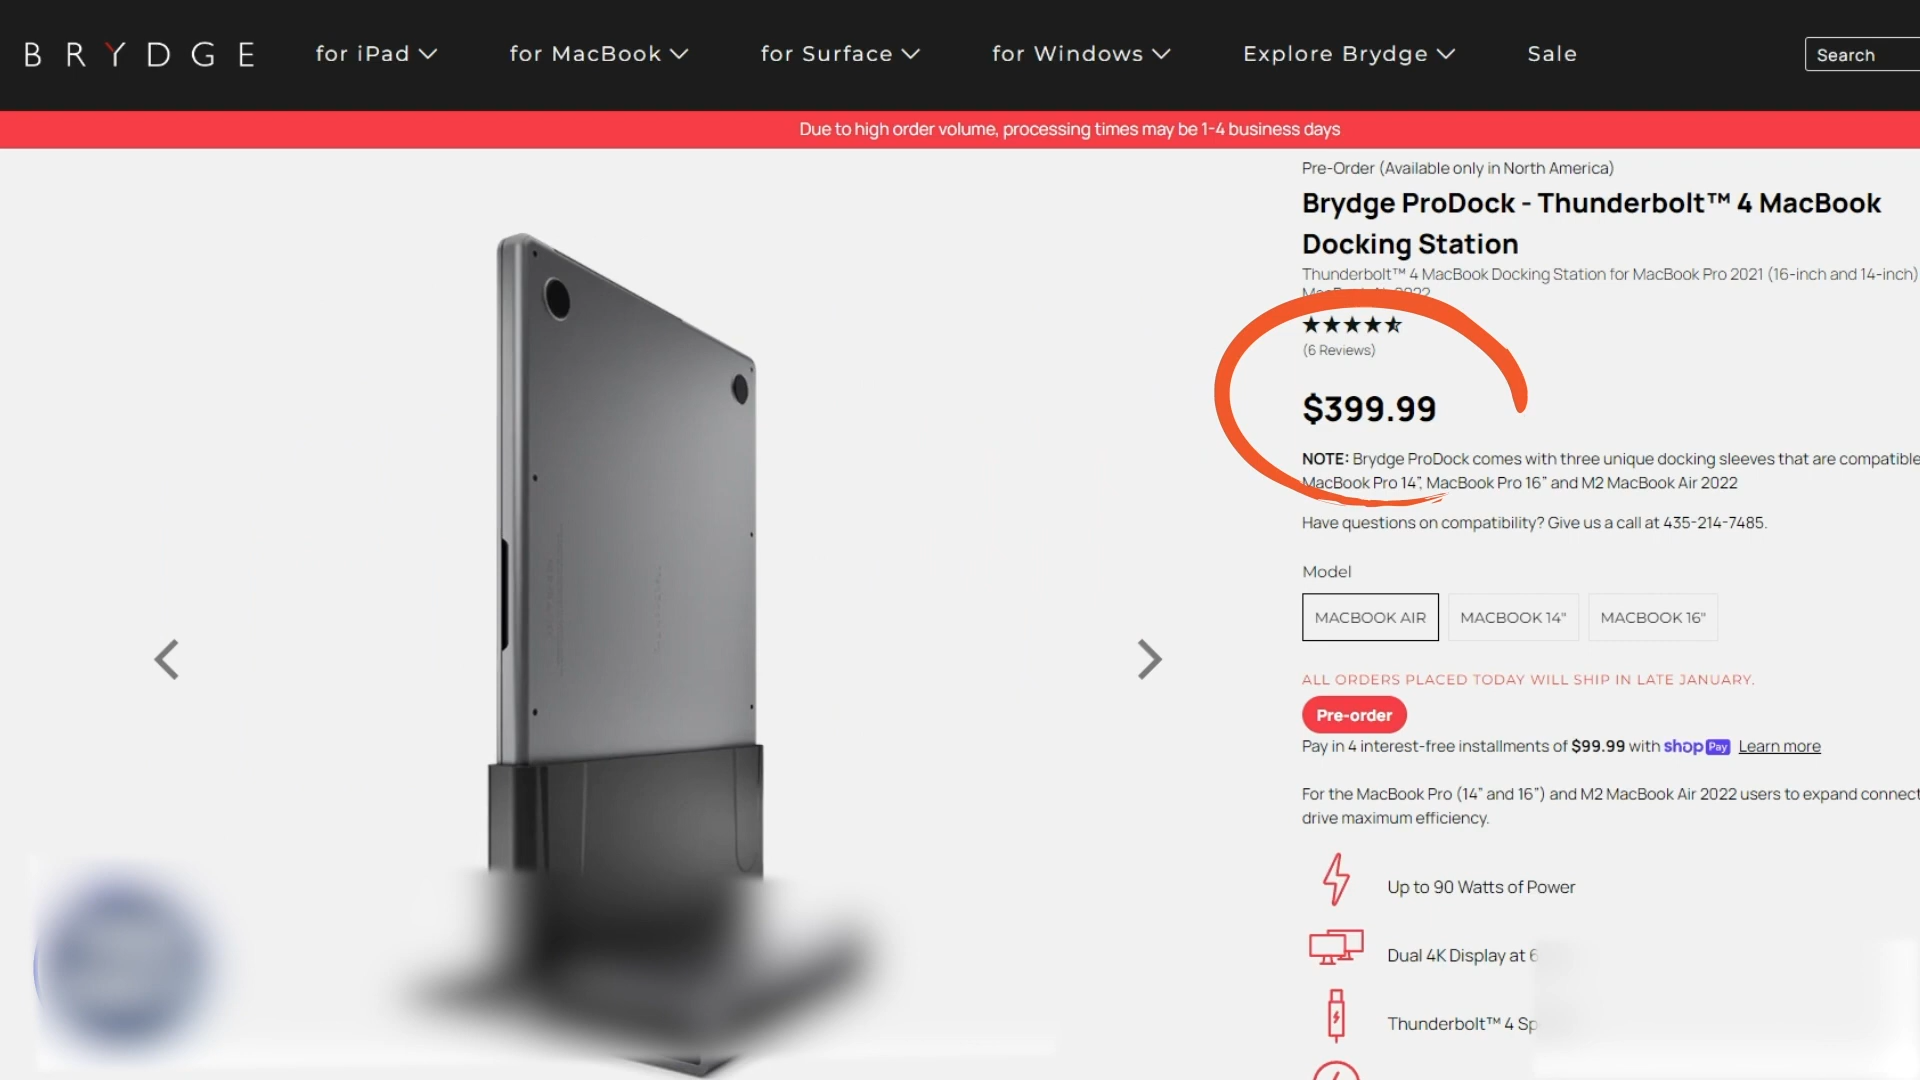 BRYDGE for iPad for MacBook for Surface for Windows Explore Brydge Sale Search
Due to high order volume, processing times may be 1-4 business days
Pre-Order (Available only in North America)
Brydge ProDock - Thunderbolt™ 4 MacBook
Docking Station
Thunderbolt™ 4 MacBook Docking Station for MacBook Pro 2021 (16-inch and 14-inch)
MacBook Air 2022
(6 Reviews)
$399.99
NOTE: Brydge ProDock comes with three unique docking sleeves that are compatible
MacBook Pro 14”, MacBook Pro 16” and M2 MacBook Air 2022
Have questions on compatibility? Give us a call at 435-214-7485.
Model
MACBOOK AIR MACBOOK 14" MACBOOK 16"
ALL ORDERS PLACED TODAY WILL SHIP IN LATE JANUARY.
Pre-order
Pay in 4 interest-free installments of $99.99 with shop Pay Learn more
For the MacBook Pro (14” and 16”) and M2 MacBook Air 2022 users to expand connect
drive maximum efficiency.
Up to 90 Watts of Power
Dual 4K Display at 6
Thunderbolt™ 4 Sp